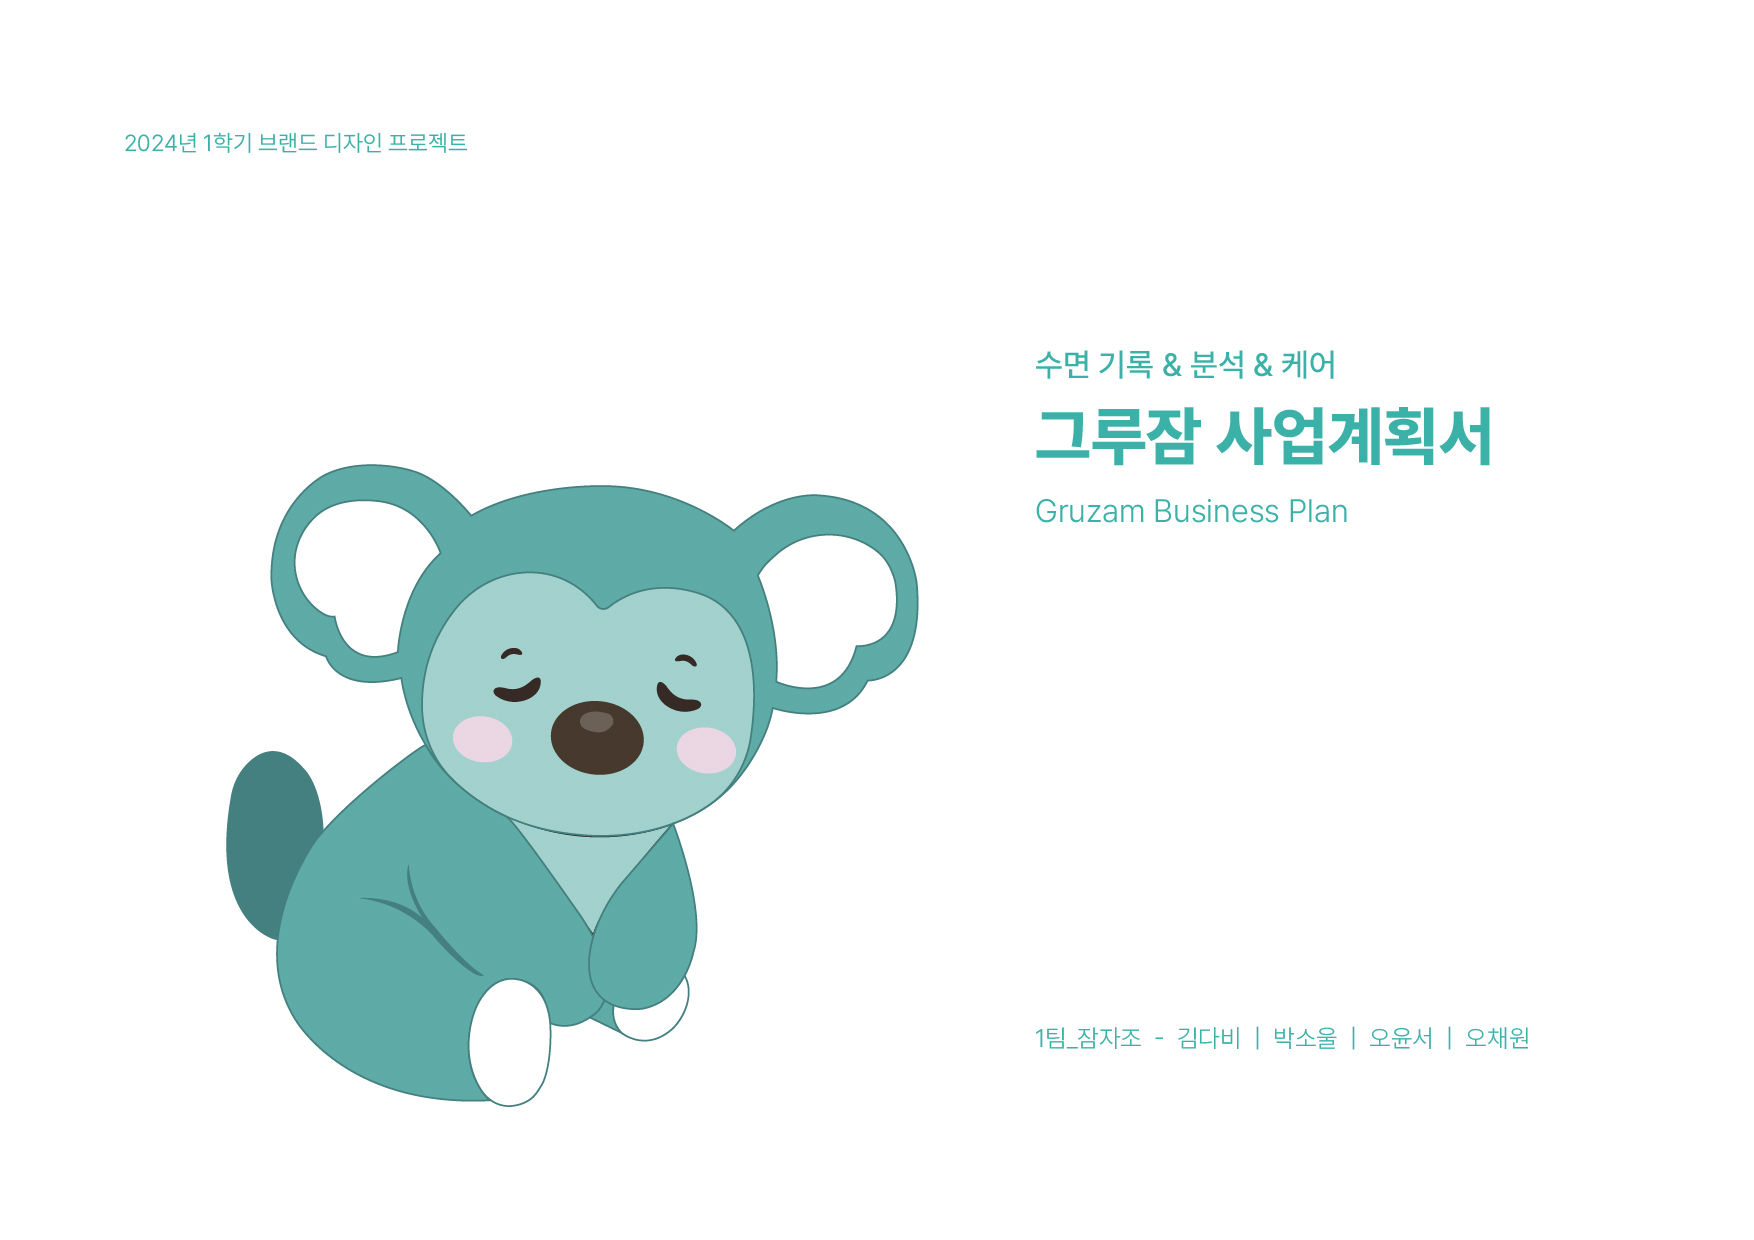 2024년 1학기 브랜드 디자인 프로젝트
수면 기록 & 분석 & 케어
그루잠 사업계획서
Gruzam Business Plan
1팀_잠자조 - 김다비 | 박소울 | 오윤서 | 오채원